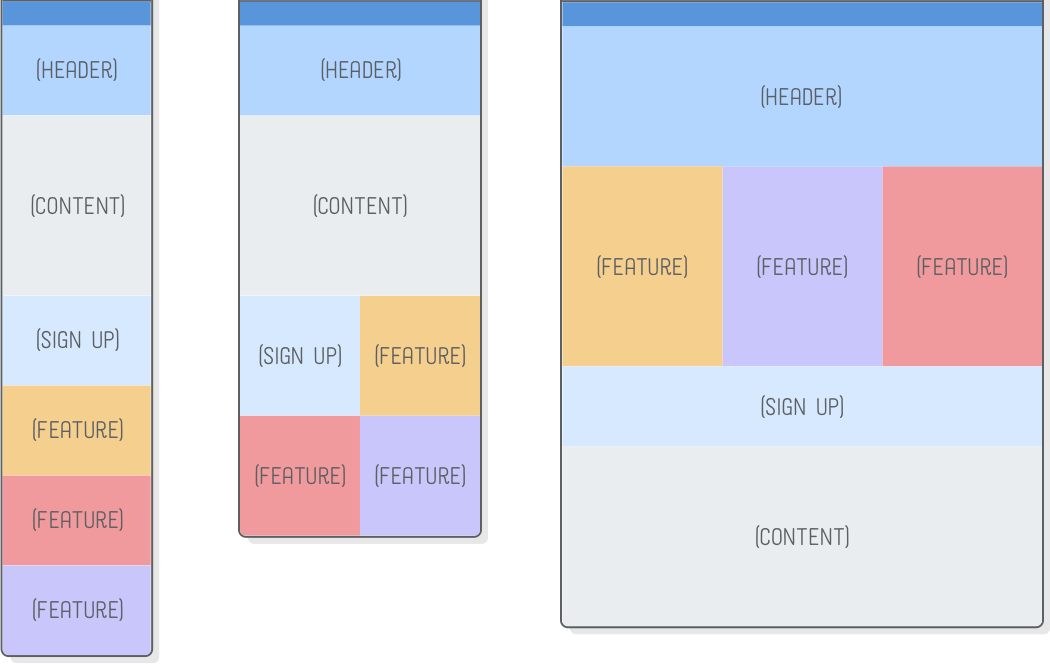 (HEADER)
(CONTENT)
(SIGN UP)
(FEATURE)
(FEATURE)
(FEATURE)
(HEADER)
(CONTENT)
(SIGN UP) (FEATURE)
(FEATURE) (FEATURE)
(HEADER)
(FEATURE) (FEATURE) (FEATURE)
(SIGN UP)
(CONTENT)